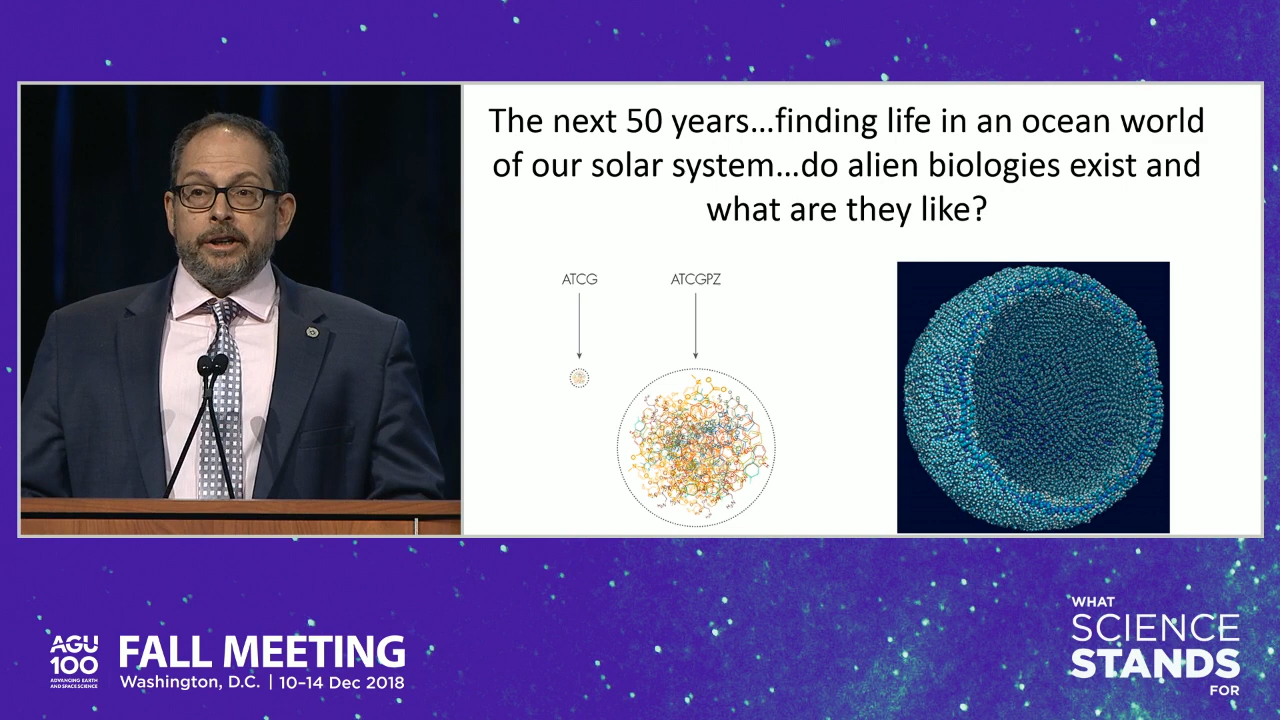 The next 50 years…finding life in an ocean world
of our solar system…do alien biologies exist and
what are they like?
ATCG
ATCGPZ
AGU
100
ADVANCING EARTH
AND SPACE SCIENCE
FALL MEETING
Washington, D.C. | 10–14 Dec 2018
WHAT
SCIENCE
STANDS
FOR